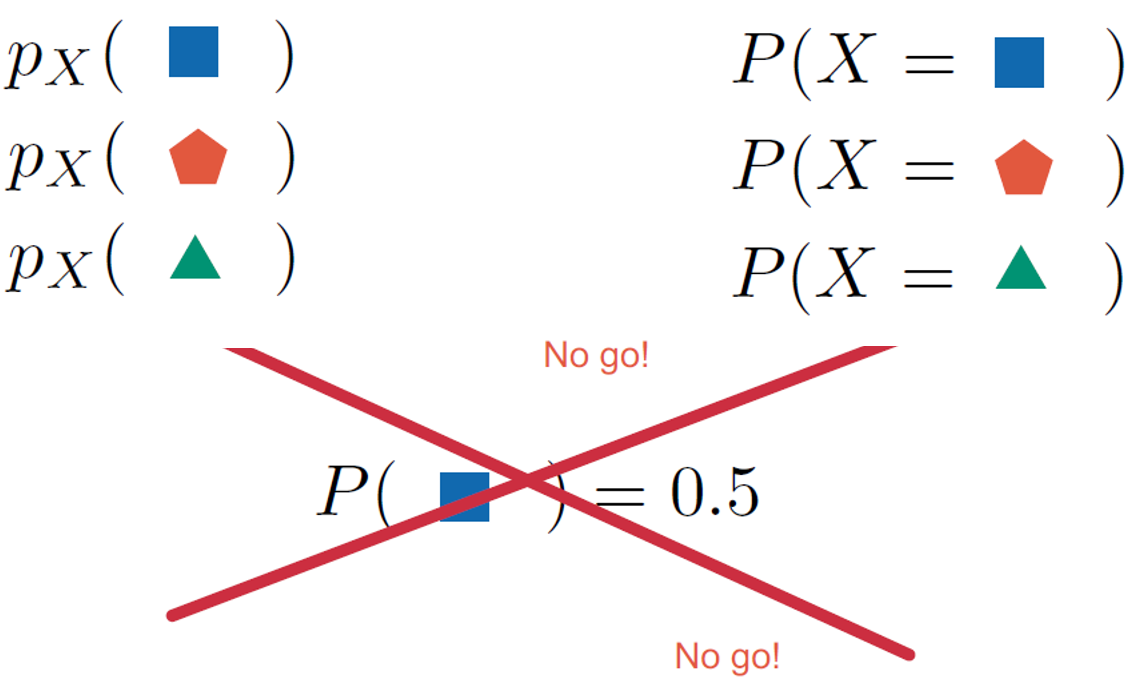 pX( ■ ) P(X = ■ )
pX( ⬟ ) P(X = ⬟ )
pX( ▲ ) P(X = ▲ )
No go!
P( ■ ) = 0.5
No go!